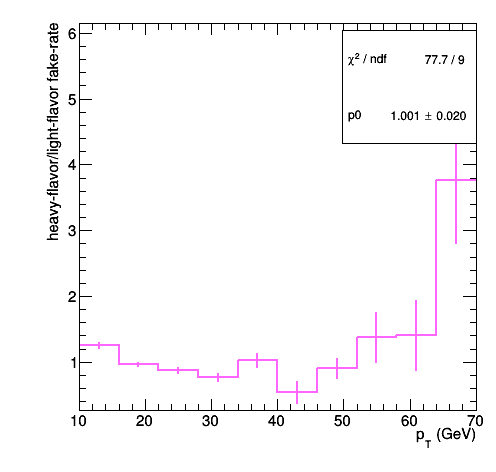 heavy-flavor/light-flavor fake-rate
χ² / ndf 77.7 / 9
p0 1.001 ± 0.020
6
5
4
3
2
1
10 20 30 40 50 60 70
p_T (GeV)